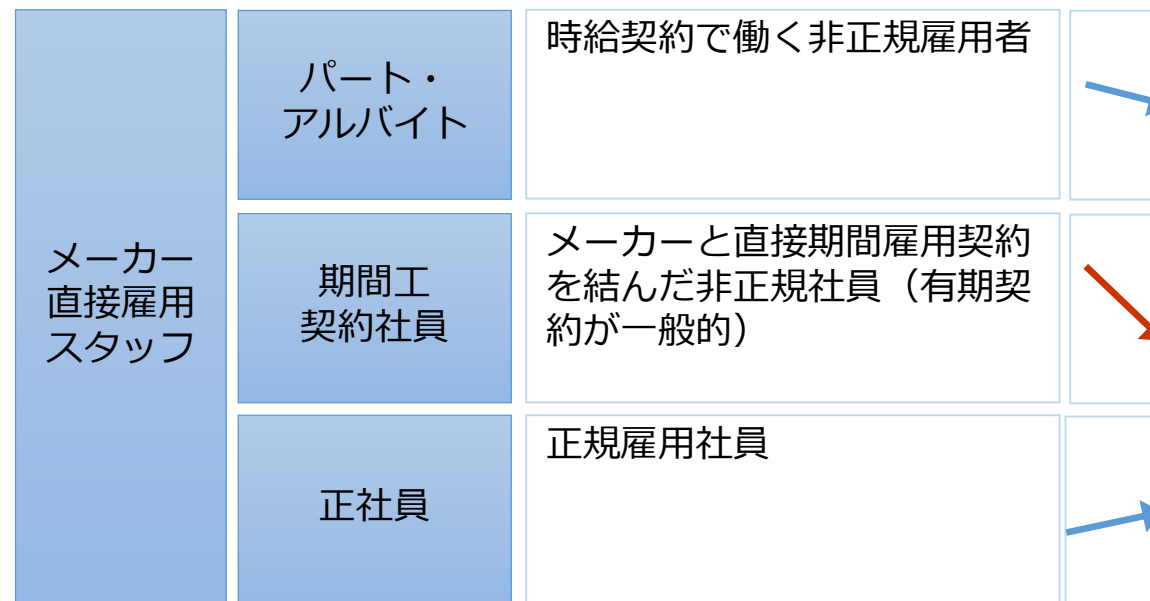 メーカー
直接雇用
スタッフ
パート・
アルバイト
時給契約で働く非正規雇用者
期間工
契約社員
メーカーと直接期間雇用契約
を結んだ非正規社員（有期契
約が一般的）
正社員
正規雇用社員